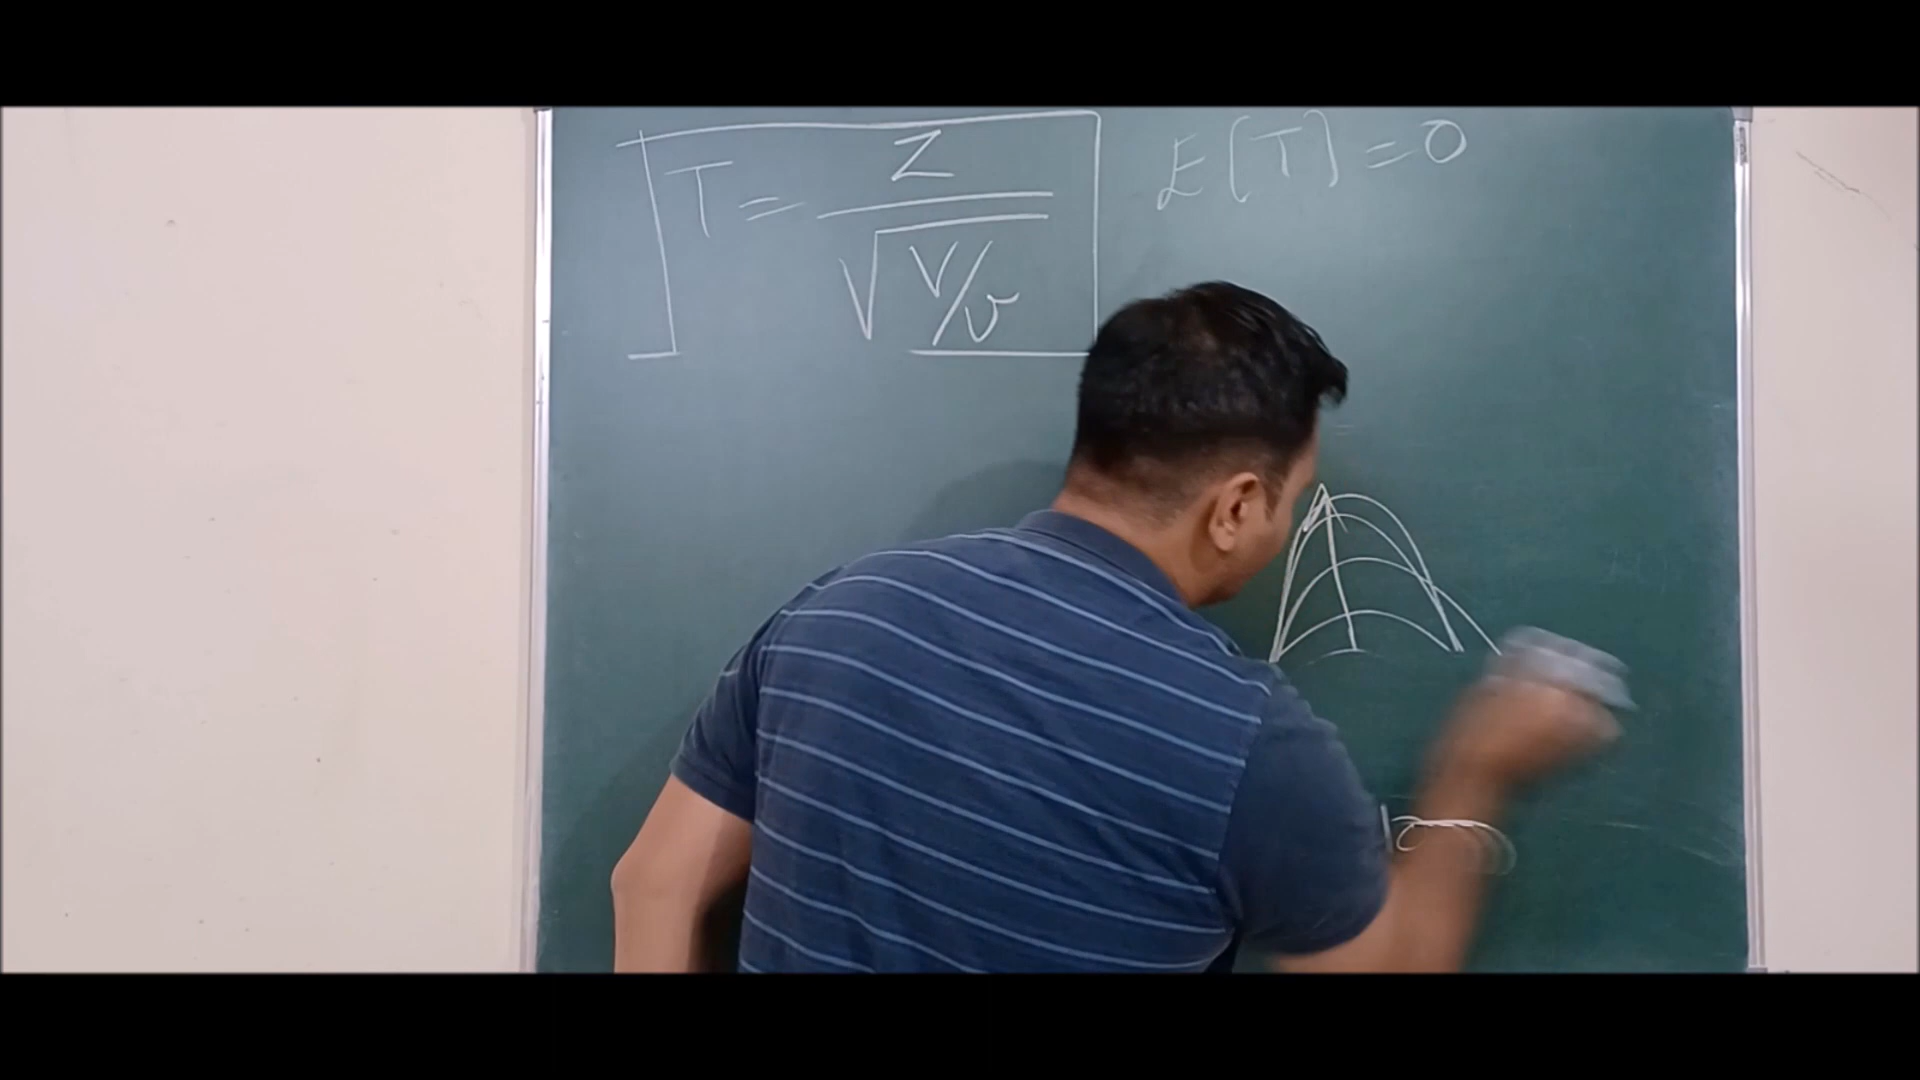 T = Z / √(V/v)
E[T] = 0